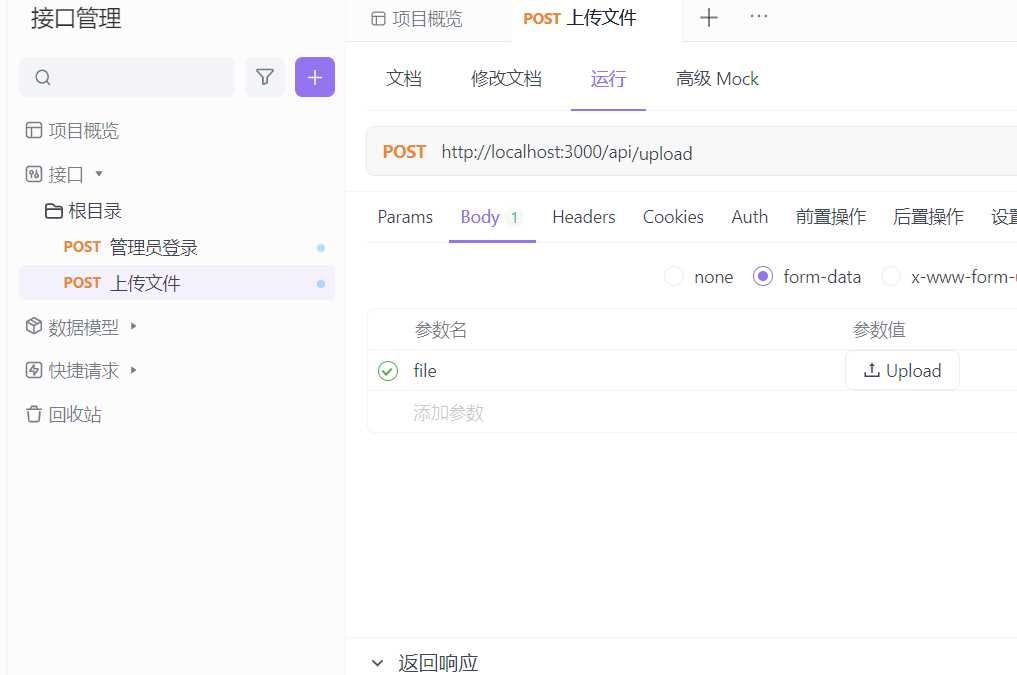 接口管理
项目概览
接口
根目录
POST 管理员登录
POST 上传文件
数据模型
快捷请求
回收站
项目概览
POST 上传文件
文档 修改文档 运行 高级 Mock
POST http://localhost:3000/api/upload
Params Body 1 Headers Cookies Auth 前置操作 后置操作 设置
none form-data x-www-form-
参数名 参数值
file Upload
添加参数
返回响应